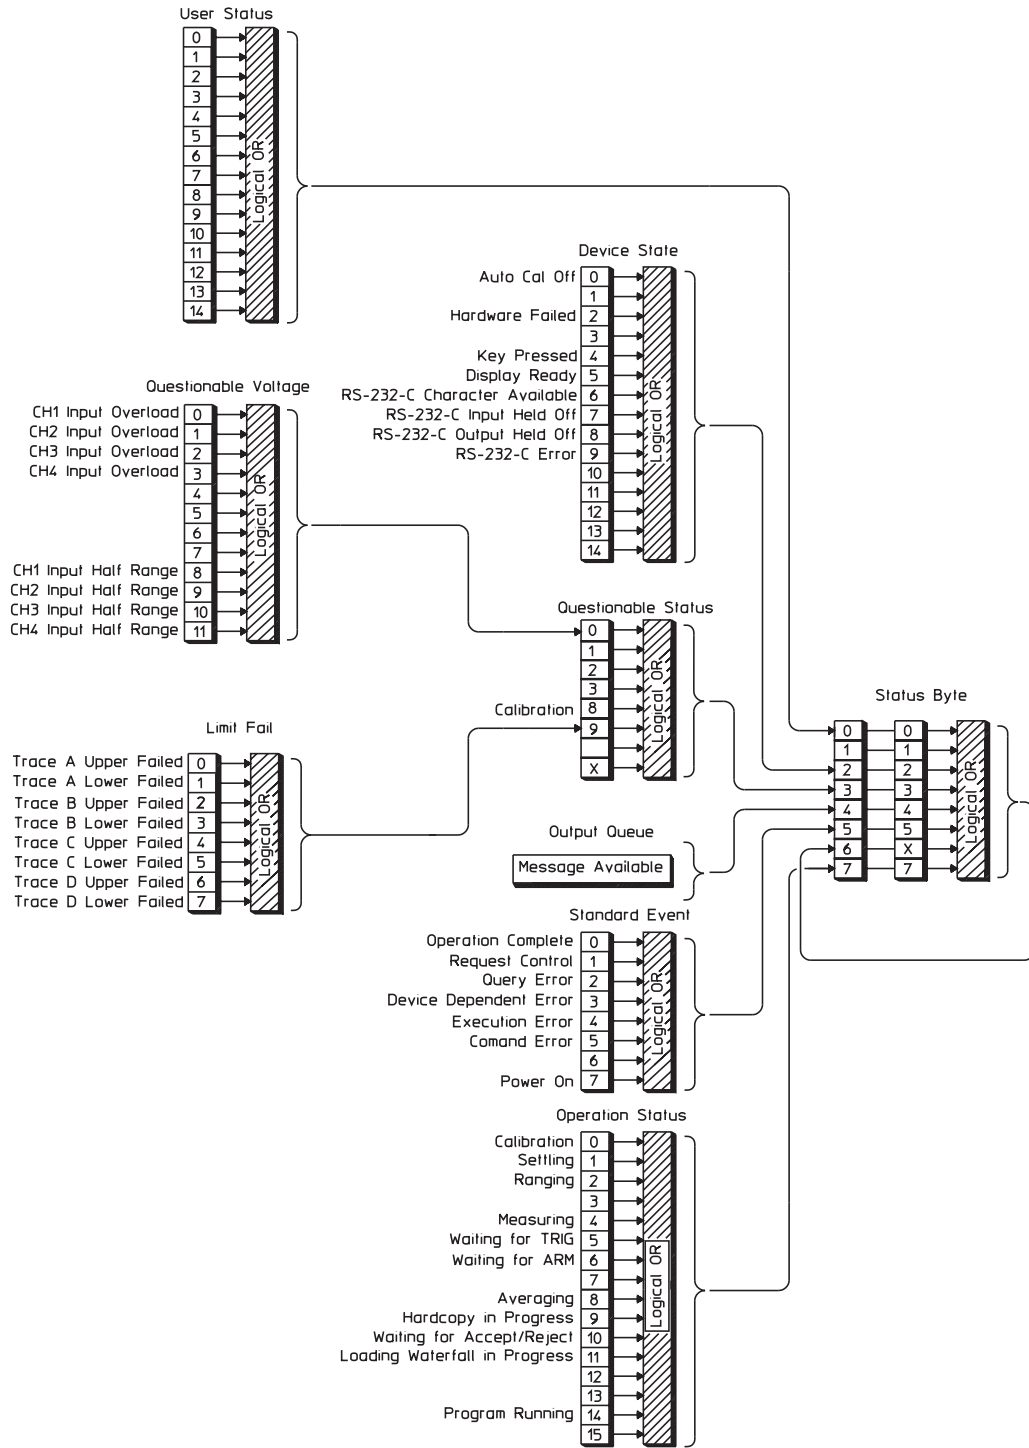 User Status
0
1
2
3
4
5
6
7
8
9
10
11
12
13
14
Logical OR
Device State
Auto Cal Off 0
1
Hardware Failed 2
3
Key Pressed 4
Display Ready 5
RS-232-C Character Available 6
RS-232-C Input Held Off 7
RS-232-C Output Held Off 8
RS-232-C Error 9
10
11
12
13
14
Logical OR
Questionable Voltage
CH1 Input Overload 0
CH2 Input Overload 1
CH3 Input Overload 2
CH4 Input Overload 3
4
5
6
7
CH1 Input Half Range 8
CH2 Input Half Range 9
CH3 Input Half Range 10
CH4 Input Half Range 11
Logical OR
Questionable Status
0
1
2
3
Calibration 8
9
X
Logical OR
Limit Fail
Trace A Upper Failed 0
Trace A Lower Failed 1
Trace B Upper Failed 2
Trace B Lower Failed 3
Trace C Upper Failed 4
Trace C Lower Failed 5
Trace D Upper Failed 6
Trace D Lower Failed 7
Logical OR
Status Byte
0 0
1 1
2 2
3 3
4 4
5 5
6 X
7 7
Logical OR
Output Queue
Message Available
Standard Event
Operation Complete 0
Request Control 1
Query Error 2
Device Dependent Error 3
Execution Error 4
Comand Error 5
6
Power On 7
Logical OR
Operation Status
Calibration 0
Settling 1
Ranging 2
3
Measuring 4
Waiting for TRIG 5
Waiting for ARM 6
7
Averaging 8
Hardcopy in Progress 9
Waiting for Accept/Reject 10
Loading Waterfall in Progress 11
12
13
Program Running 14
15
Logical OR